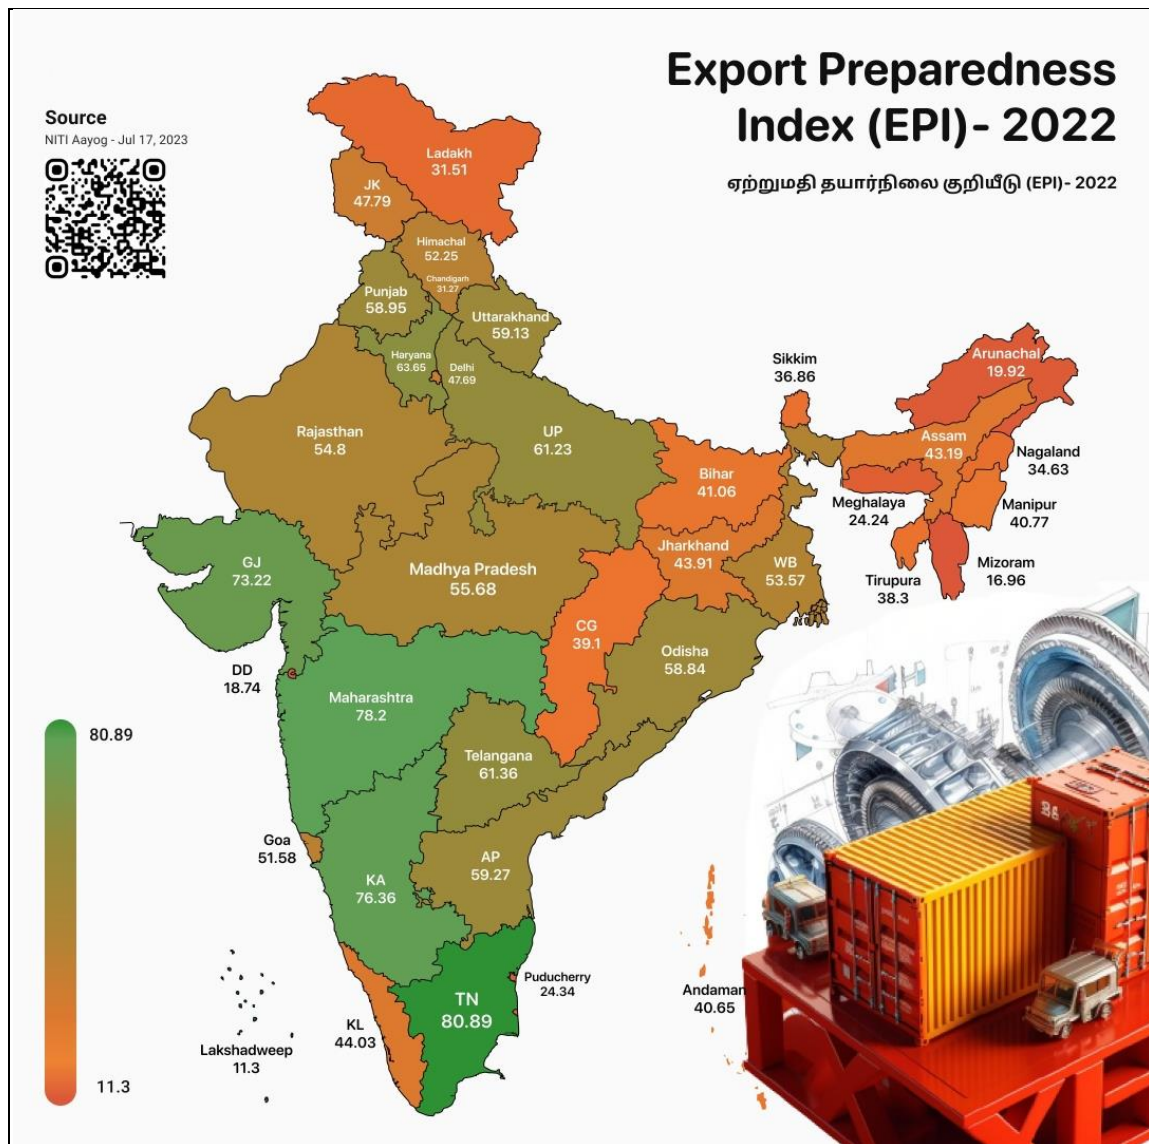 Export Preparedness
Index (EPI)- 2022
ஏற்றுமதி தயார்நிலை குறியீடு (EPI)- 2022
Source
NITI Aayog - Jul 17, 2023
Ladakh
31.51
JK
47.79
Himachal
52.25
Chandigarh
31.27
Punjab
58.95
Uttarakhand
59.13
Haryana
63.65
Delhi
47.69
Sikkim
36.86
Arunachal
19.92
Rajasthan
54.8
UP
61.23
Assam
43.19
Nagaland
34.63
Bihar
41.06
Meghalaya
24.24
Manipur
40.77
Jharkhand
43.91
GJ
73.22
Madhya Pradesh
55.68
WB
53.57
Tirupura
38.3
Mizoram
16.96
CG
39.1
Odisha
58.84
DD
18.74
Maharashtra
78.2
Telangana
61.36
80.89
Goa
51.58
AP
59.27
KA
76.36
Puducherry
24.34
Andaman
40.65
TN
80.89
KL
44.03
Lakshadweep
11.3
11.3